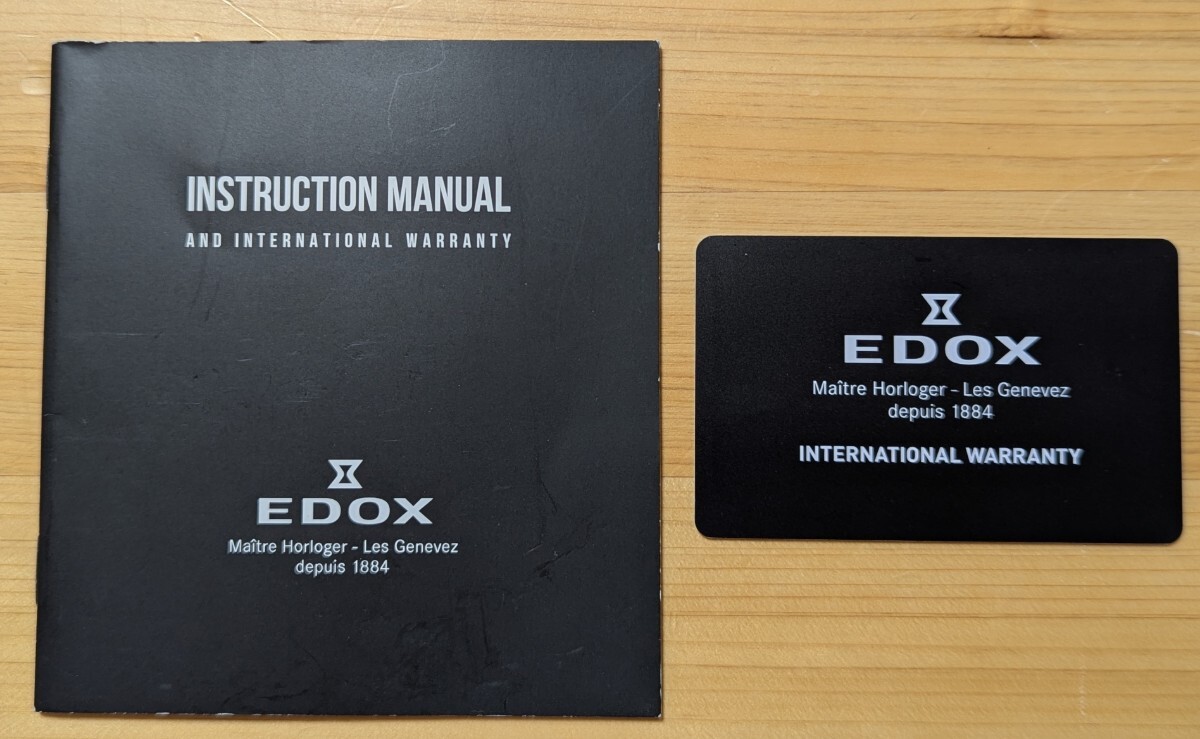 INSTRUCTION MANUAL
AND INTERNATIONAL WARRANTY
EDOX
Maître Horloger - Les Genevez
depuis 1884
EDOX
Maître Horloger - Les Genevez
depuis 1884
INTERNATIONAL WARRANTY